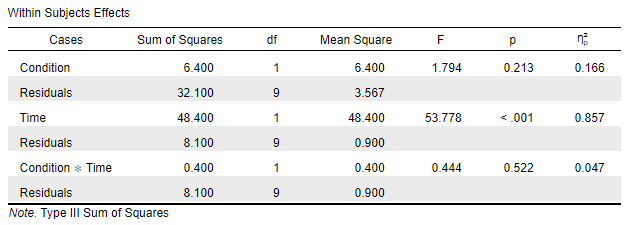 Within Subjects Effects
Cases Sum of Squares df Mean Square F p η²p
Condition 6.400 1 6.400 1.794 0.213 0.166
Residuals 32.100 9 3.567
Time 48.400 1 48.400 53.778 < .001 0.857
Residuals 8.100 9 0.900
Condition ✻ Time 0.400 1 0.400 0.444 0.522 0.047
Residuals 8.100 9 0.900
Note. Type III Sum of Squares